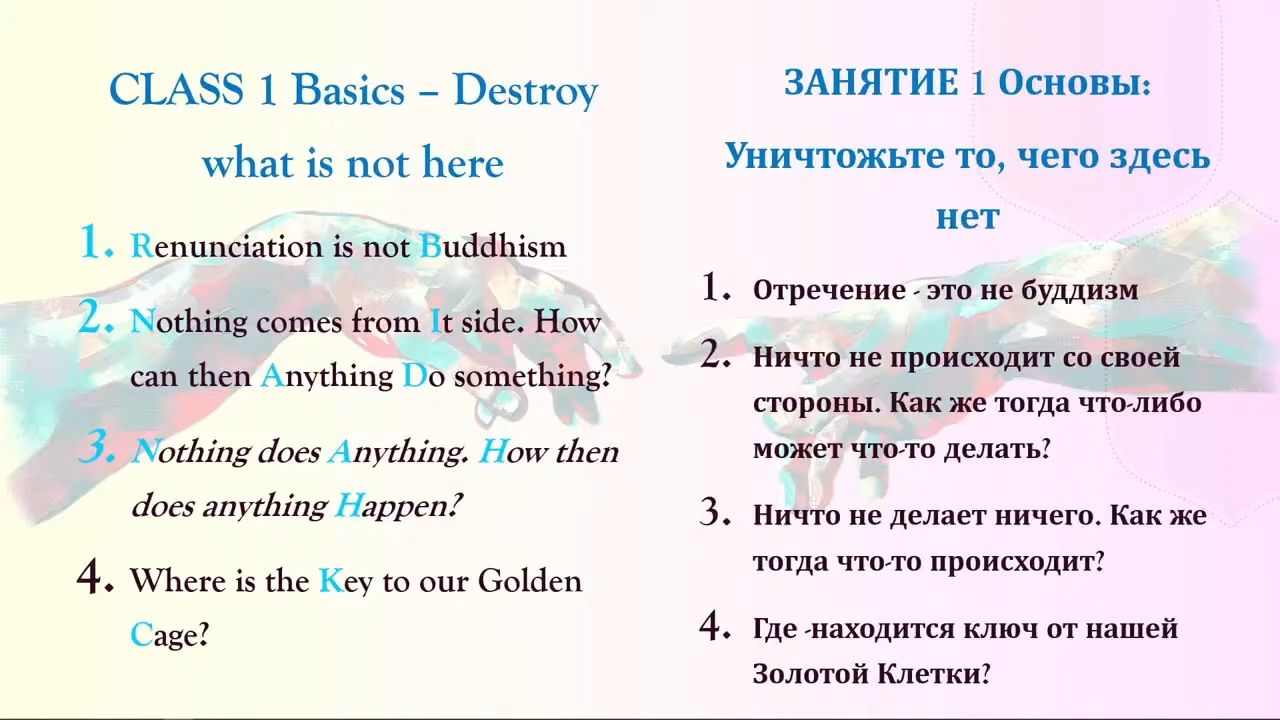 CLASS 1 Basics – Destroy
what is not here
1. Renunciation is not Buddhism
2. Nothing comes from It side. How
can then Anything Do something?
3. Nothing does Anything. How then
does anything Happen?
4. Where is the Key to our Golden
Cage?
ЗАНЯТИЕ 1 Основы:
Уничтожьте то, чего здесь
нет
1. Отречение - это не буддизм
2. Ничто не происходит со своей
стороны. Как же тогда что-либо
может что-то делать?
3. Ничто не делает ничего. Как же
тогда что-то происходит?
4. Где -находится ключ от нашей
Золотой Клетки?